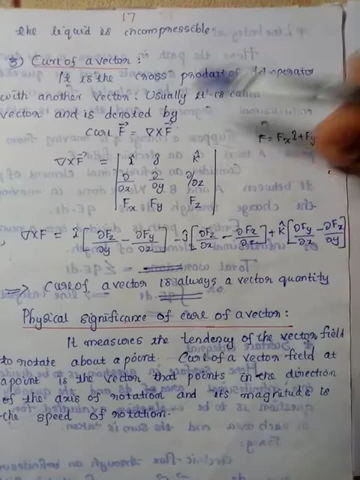 17
the liquid is incompressible.
3) Curl of a vector:
It is the cross product of del operator
with another vector. Usually it is
vector and is denoted by
Curl F⃗ = ∇×F⃗
F = Fx î + Fy
∇×F⃗ = | î ĵ k̂ |
| ∂/∂x ∂/∂y ∂/∂z |
| Fx Fy Fz |
∇×F = î [∂Fz/∂y − ∂Fy/∂z] − ĵ [∂Fz/∂x − ∂Fx/∂z] + k̂ [∂Fy/∂x − ∂Fx/∂y]
⇒ Curl of a vector is always a vector quantity
Physical significance of curl of a vector:
It measures the tendency of the vector field
to rotate about a point. Curl of a vector field at
a point is the vector that points in the direction
of the axis of rotation and its magnitude is
the speed of rotation.